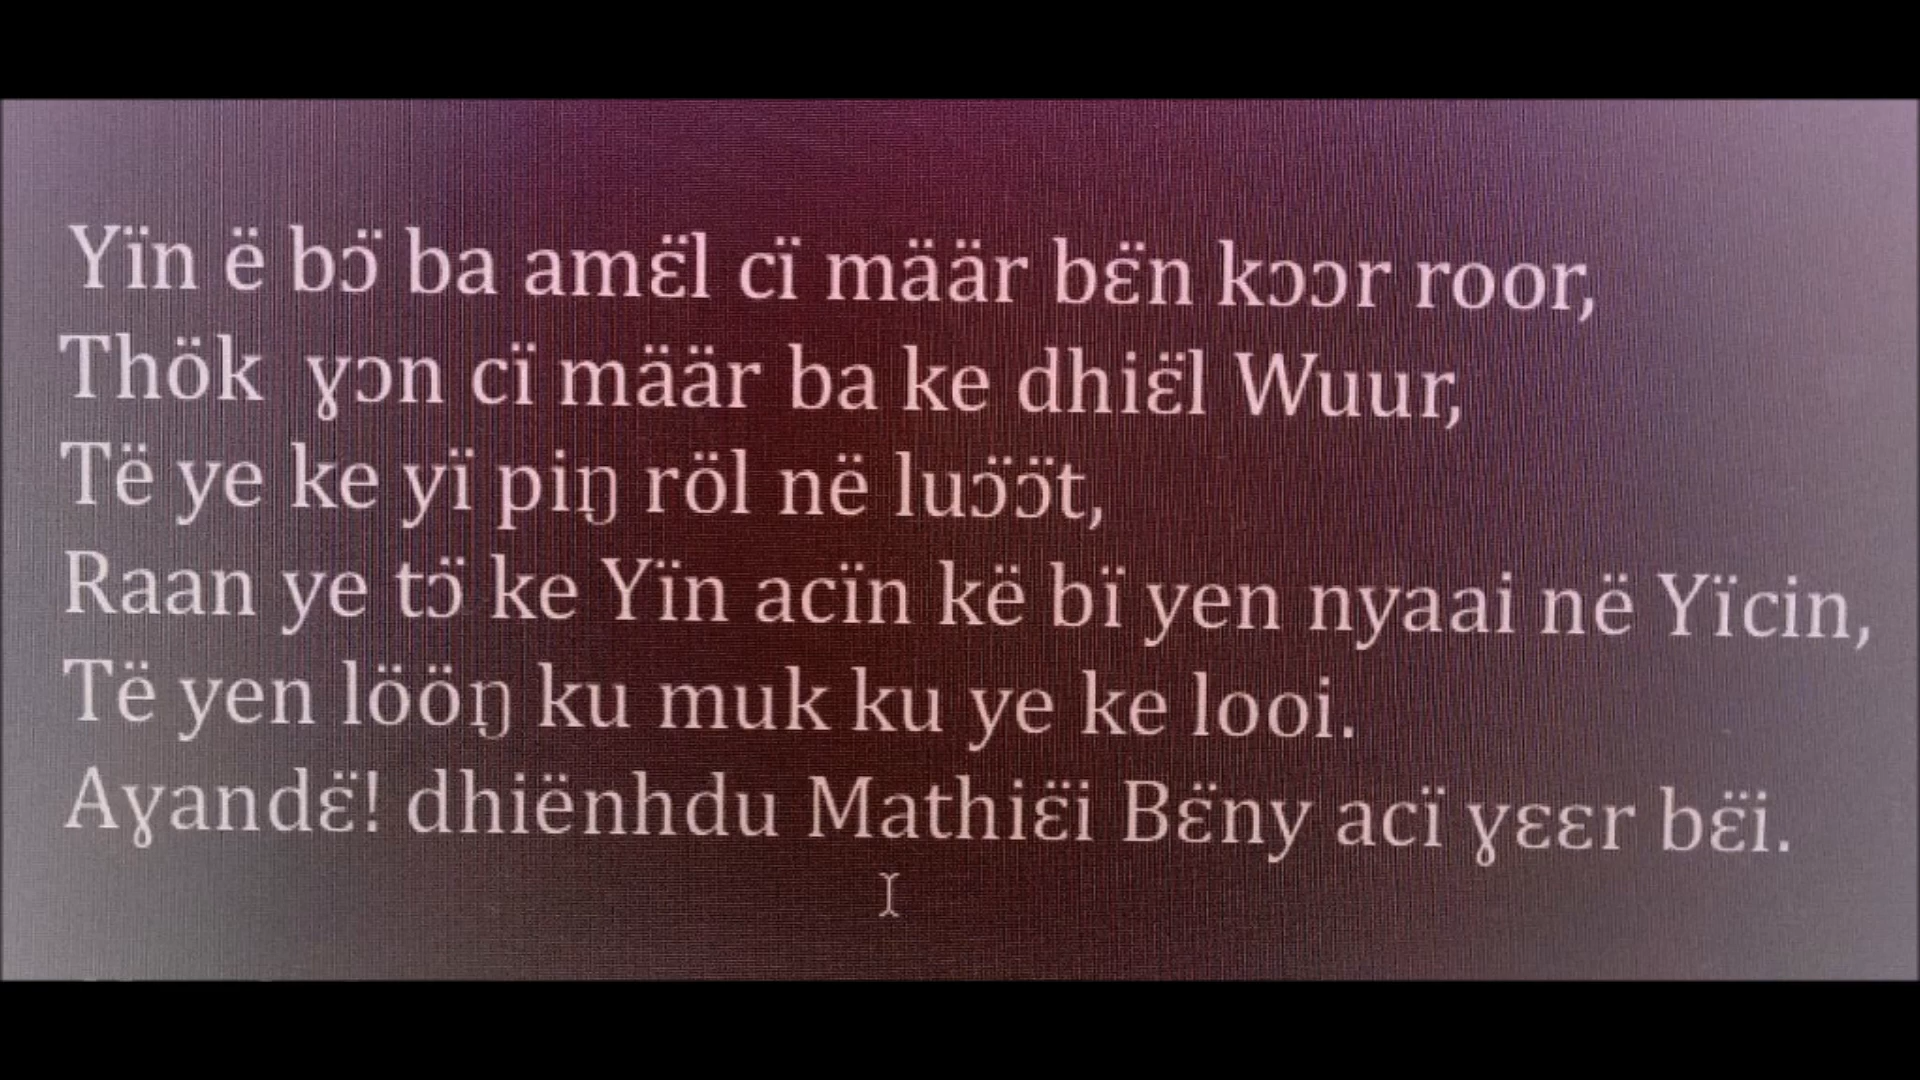 Yïn ë bɔ̈ ba amɛ̈l cï määr bɛ̈n kɔɔr roor,
Thök ɣɔn cï määr ba ke dhiɛ̈l Wuur,
Të ye ke yï piŋ röl në luɔ̈ɔ̈t,
Raan ye tɔ̈ ke Yïn acïn kë bï yen nyaai në Yïcin,
Të yen lööŋ ku muk ku ye ke looi.
Aɣandɛ̈! dhiënhdu Mathiɛ̈i Bɛ̈ny acï ɣɛɛr bɛ̈i.